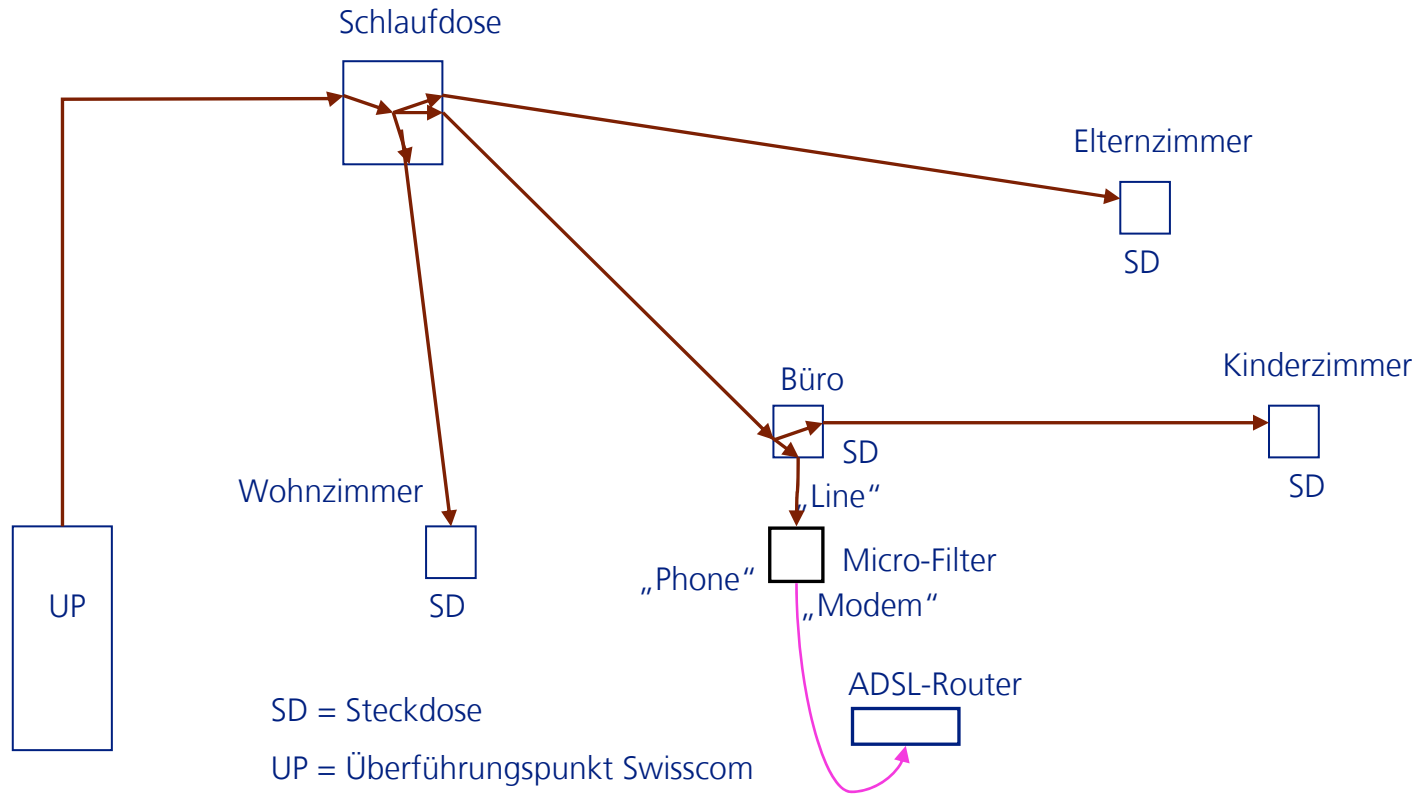 Schlaufdose
Elternzimmer
SD
Büro
Kinderzimmer
SD
SD
Wohnzimmer
„Line“
„Phone“
Micro-Filter
UP
SD
„Modem“
ADSL-Router
SD = Steckdose
UP = Überführungspunkt Swisscom